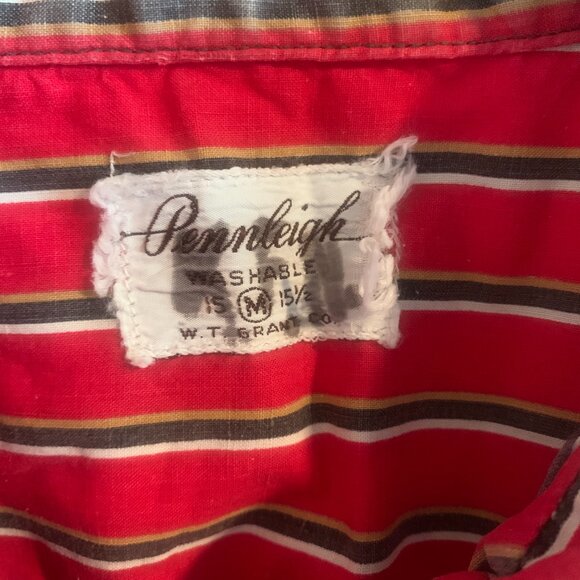 Pennleigh
WASHABLE
15 M 15½
W.T. GRANT CO.